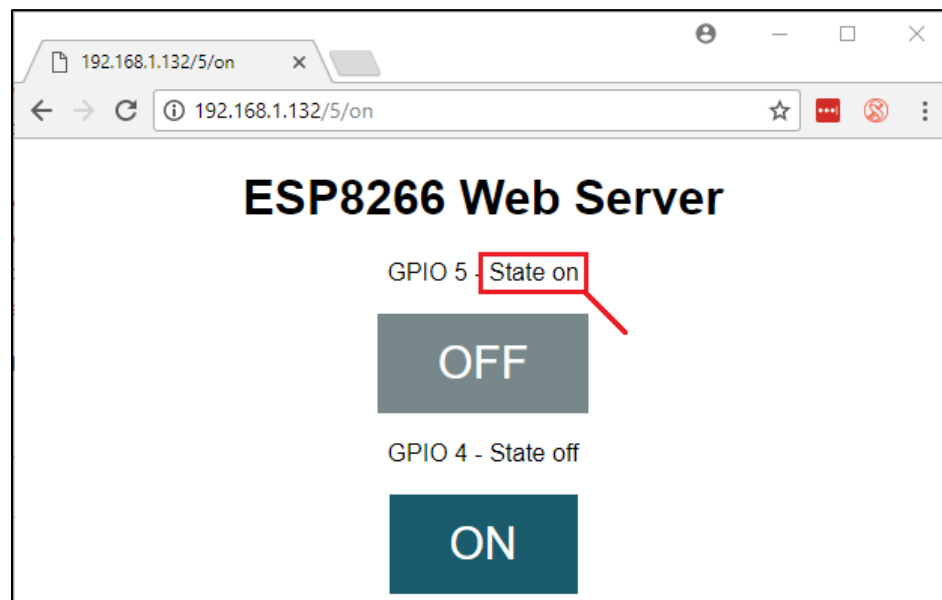 192.168.1.132/5/on
192.168.1.132/5/on
ESP8266 Web Server
GPIO 5 - State on
OFF
GPIO 4 - State off
ON